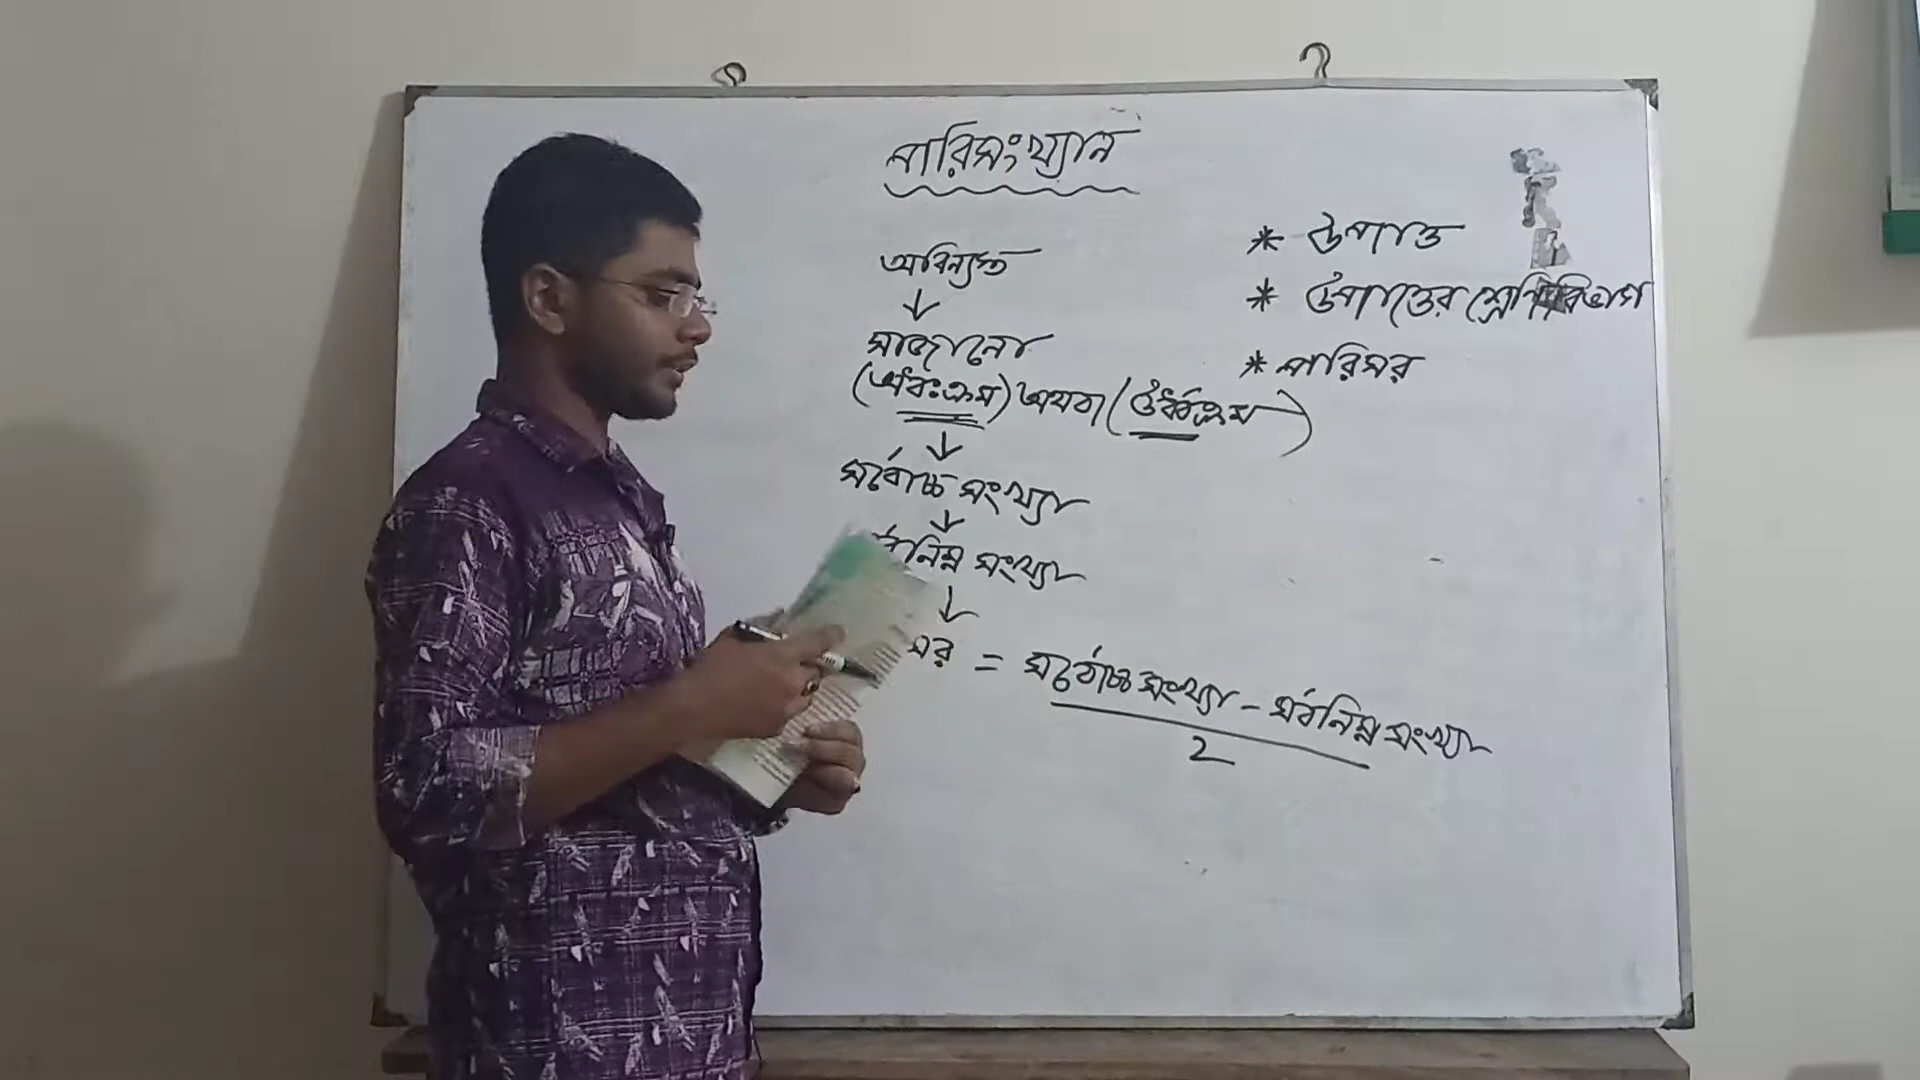 পরিসংখ্যান
অবিন্যস্ত
↓
সাজানো
(অধঃক্রম) অথবা (ঊর্ধ্বক্রম)
↓
সর্বোচ্চ সংখ্যা
↓
র্বনিম্ন সংখ্যা
↓
সর = সর্বোচ্চ সংখ্যা - সর্বনিম্ন সংখ্যা
2
* উপাত্ত
* উপাত্তের শ্রেণিবিভাগ
* পরিসর